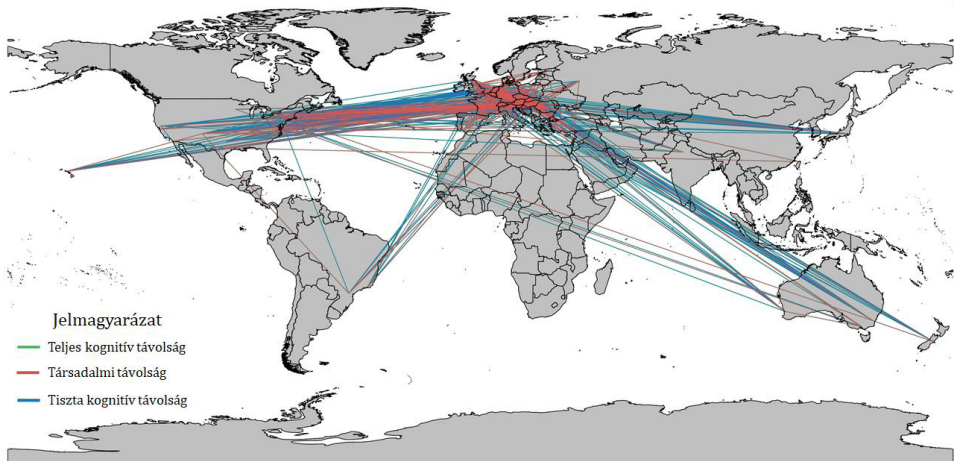 Jelmagyarázat
Teljes kognitív távolság
Társadalmi távolság
Tiszta kognitív távolság